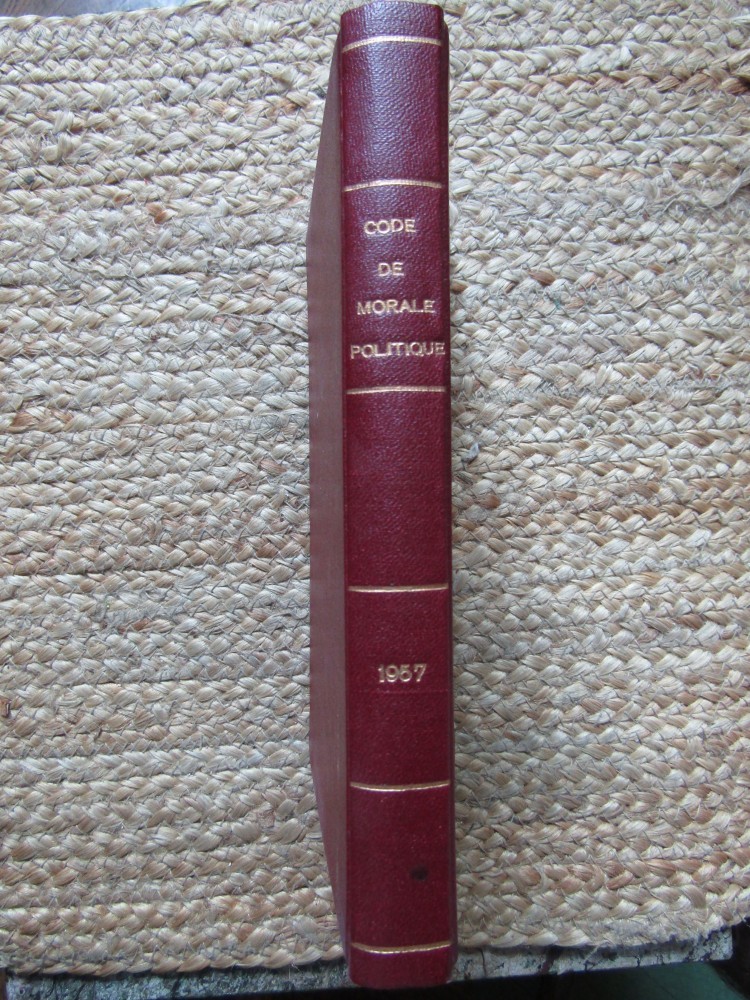 CODE
DE
MORALE
POLITIQUE
1957